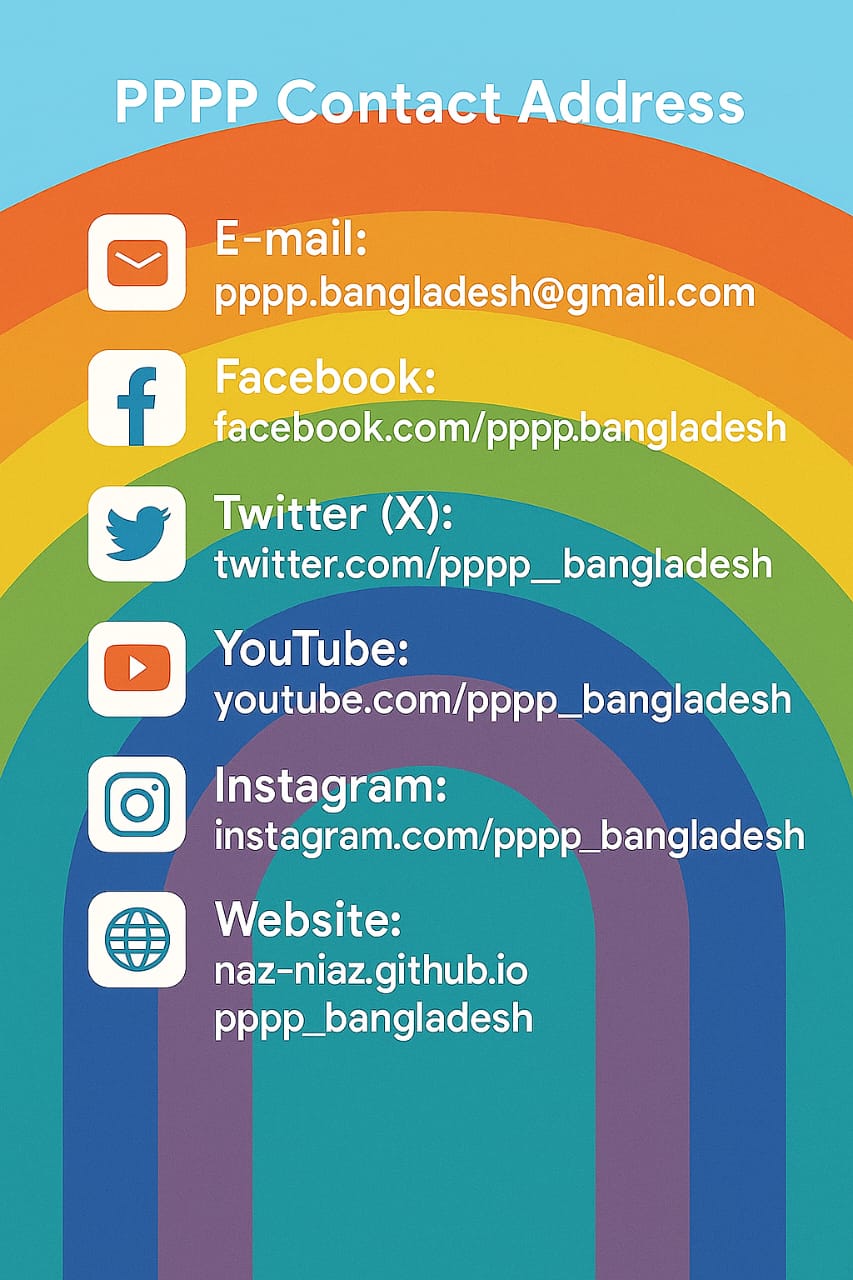 PPPP Contact Address
E-mail:
pppp.bangladesh@gmail.com
Facebook:
facebook.com/pppp.bangladesh
Twitter (X):
twitter.com/pppp_bangladesh
YouTube:
youtube.com/pppp_bangladesh
Instagram:
instagram.com/pppp_bangladesh
Website:
naz-niaz.github.io
pppp_bangladesh